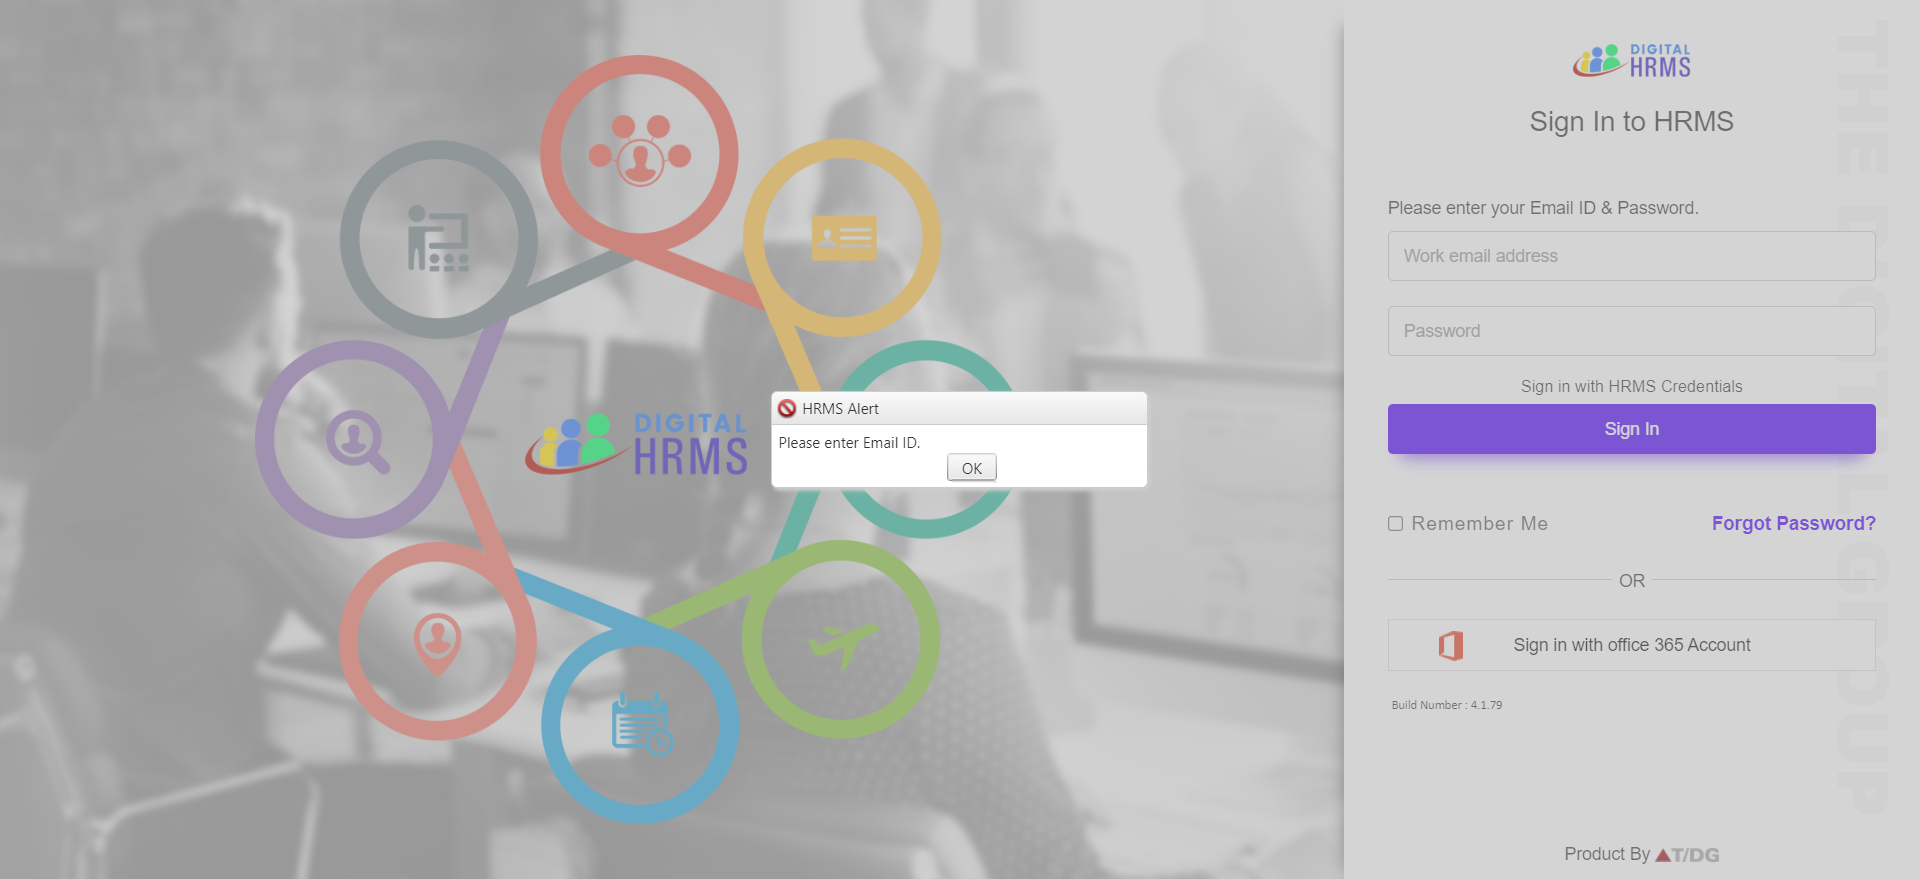 DIGITAL
HRMS
HRMS Alert
Please enter Email ID.
OK
DIGITAL
HRMS
Sign In to HRMS
Please enter your Email ID & Password.
Work email address
Password
Sign in with HRMS Credentials
Sign In
Remember Me
Forgot Password?
OR
Sign in with office 365 Account
Build Number : 4.1.79
Product By AT/DG
THE DIGITAL GROUP